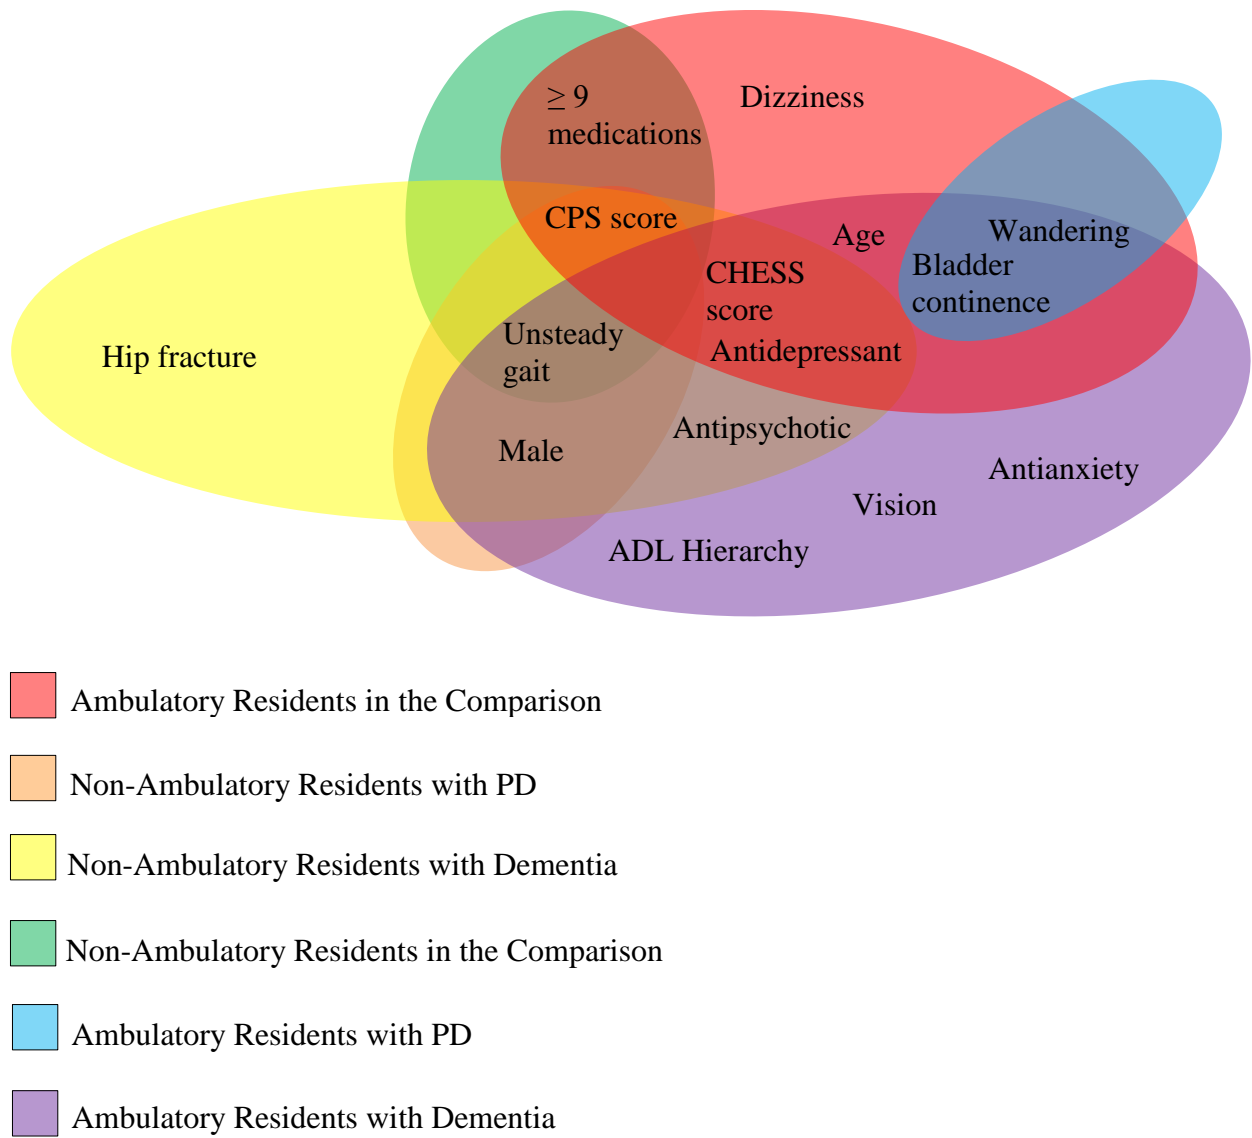 ≥ 9
medications
Dizziness
CPS score
Age
Wandering
Bladder
continence
CHESS
score
Unsteady
gait
Antidepressant
Hip fracture
Male
Antipsychotic
Antianxiety
Vision
ADL Hierarchy
Ambulatory Residents in the Comparison
Non-Ambulatory Residents with PD
Non-Ambulatory Residents with Dementia
Non-Ambulatory Residents in the Comparison
Ambulatory Residents with PD
Ambulatory Residents with Dementia